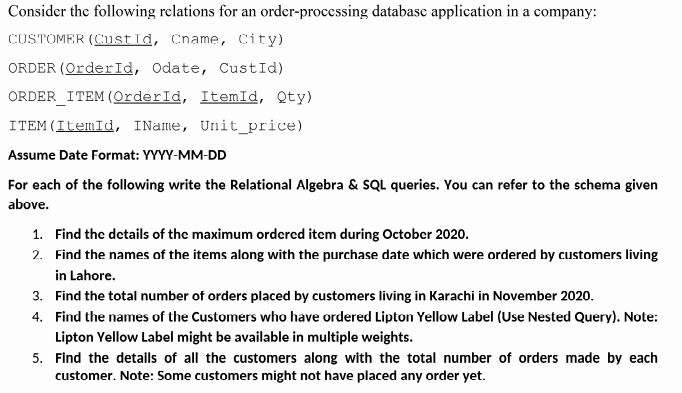 Consider the following relations for an order-processing database application in a company:
CUSTOMER(CustId, Cname, City)
ORDER(OrderId, Odate, CustId)
ORDER_ITEM(OrderId, ItemId, Qty)
ITEM(ItemId, IName, Unit_price)
Assume Date Format: YYYY-MM-DD
For each of the following write the Relational Algebra & SQL queries. You can refer to the schema given
above.
1. Find the details of the maximum ordered item during October 2020.
2. Find the names of the items along with the purchase date which were ordered by customers living
in Lahore.
3. Find the total number of orders placed by customers living in Karachi in November 2020.
4. Find the names of the Customers who have ordered Lipton Yellow Label (Use Nested Query). Note:
Lipton Yellow Label might be available in multiple weights.
5. Find the details of all the customers along with the total number of orders made by each
customer. Note: Some customers might not have placed any order yet.